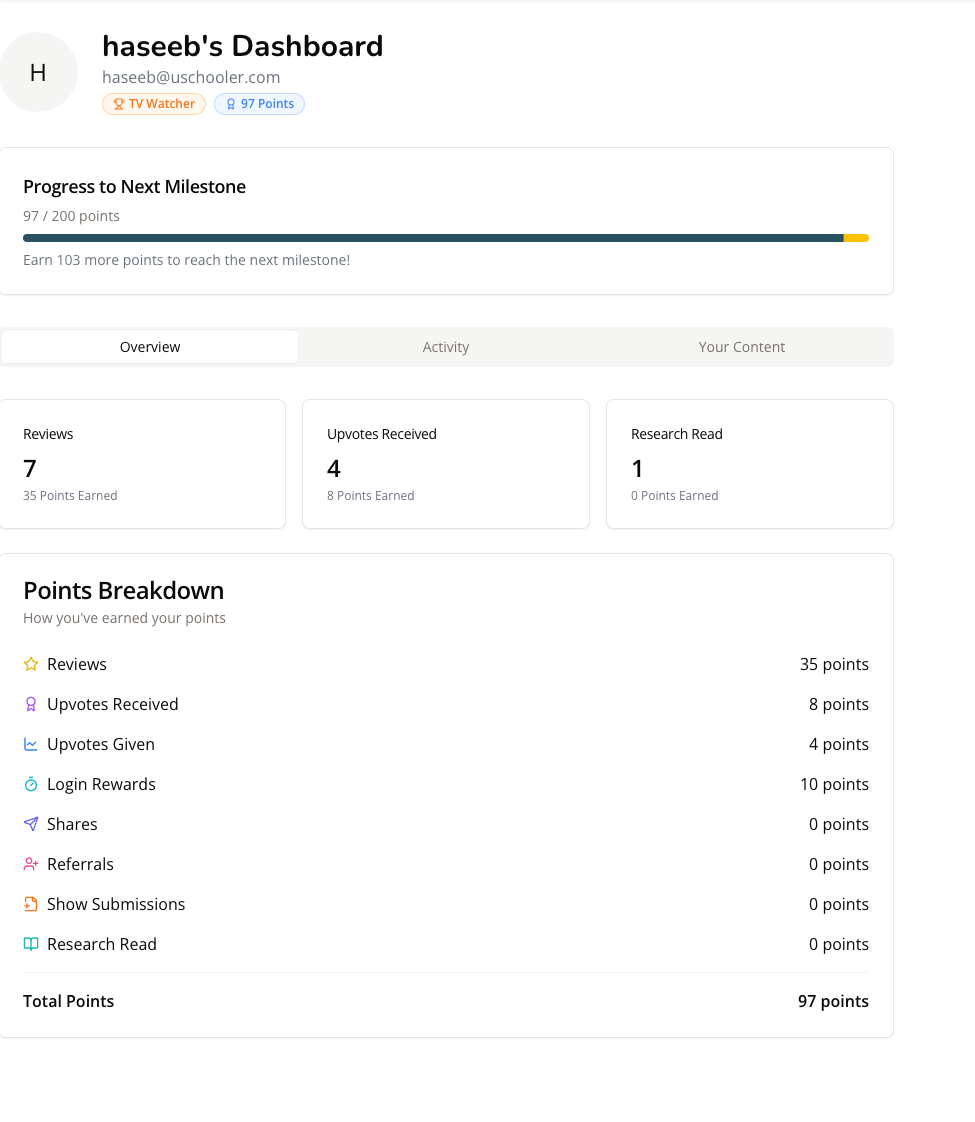 H
haseeb's Dashboard
haseeb@uschooler.com
TV Watcher 97 Points
Progress to Next Milestone
97 / 200 points
Earn 103 more points to reach the next milestone!
Overview Activity Your Content
Reviews
7
35 Points Earned
Upvotes Received
4
8 Points Earned
Research Read
1
0 Points Earned
Points Breakdown
How you've earned your points
Reviews 35 points
Upvotes Received 8 points
Upvotes Given 4 points
Login Rewards 10 points
Shares 0 points
Referrals 0 points
Show Submissions 0 points
Research Read 0 points
Total Points 97 points